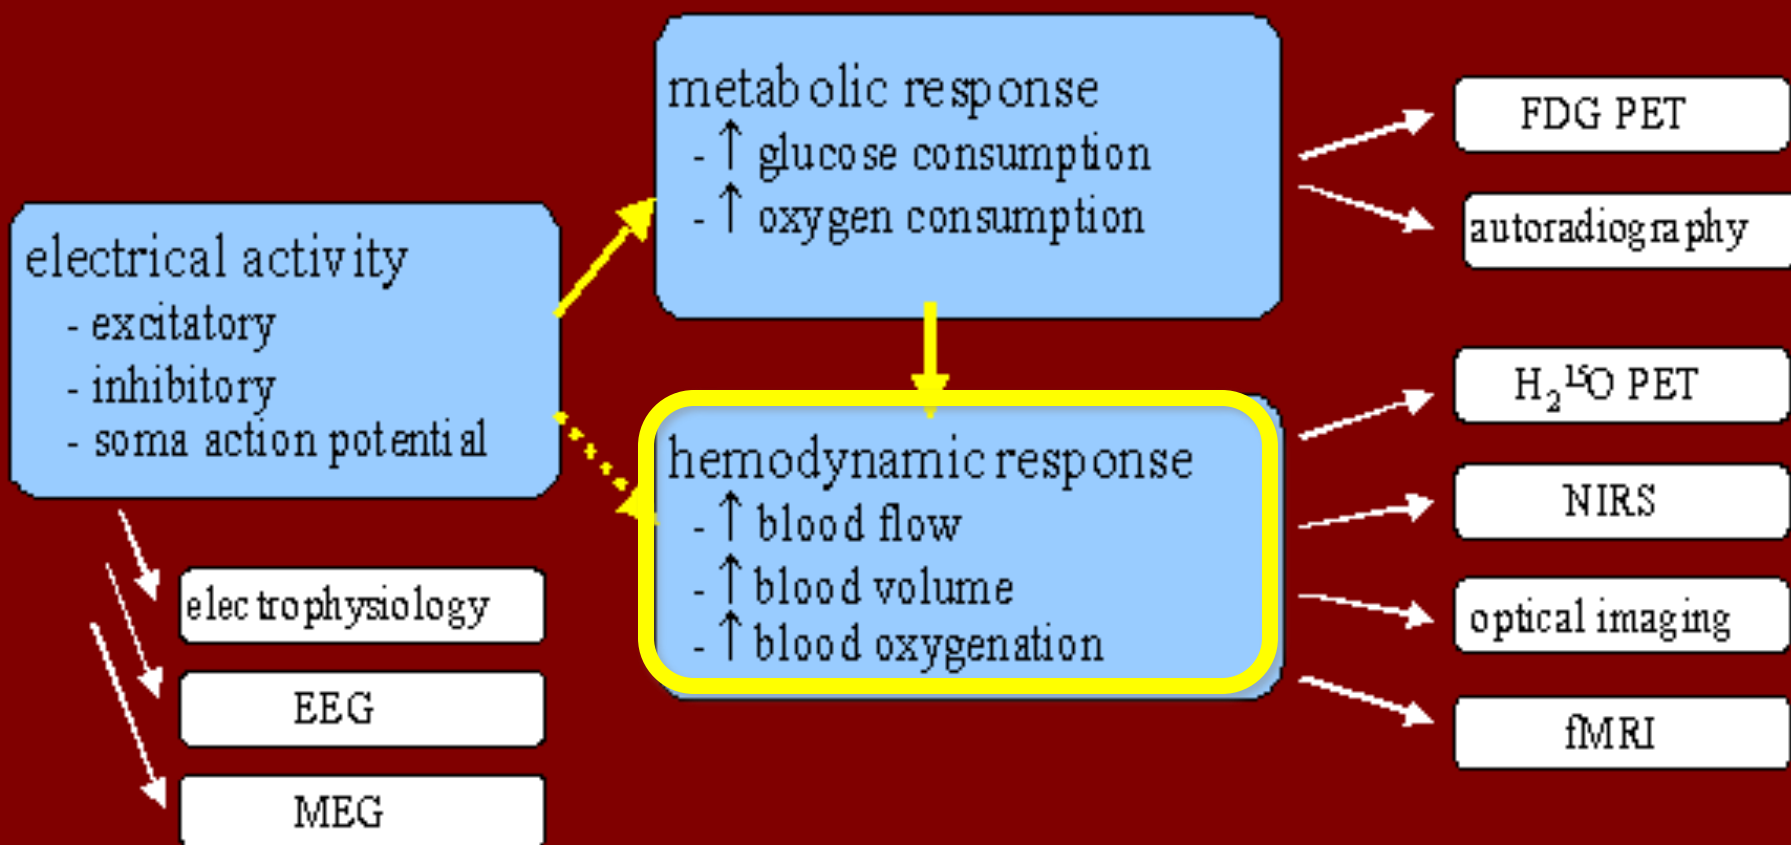 electrical activity
- excitatory
- inhibitory
- soma action potential
electrophysiology
EEG
MEG
metabolic response
- ↑ glucose consumption
- ↑ oxygen consumption
hemodynamic response
- ↑ blood flow
- ↑ blood volume
- ↑ blood oxygenation
FDG PET
autoradiography
H₂¹⁵O PET
NIRS
optical imaging
fMRI